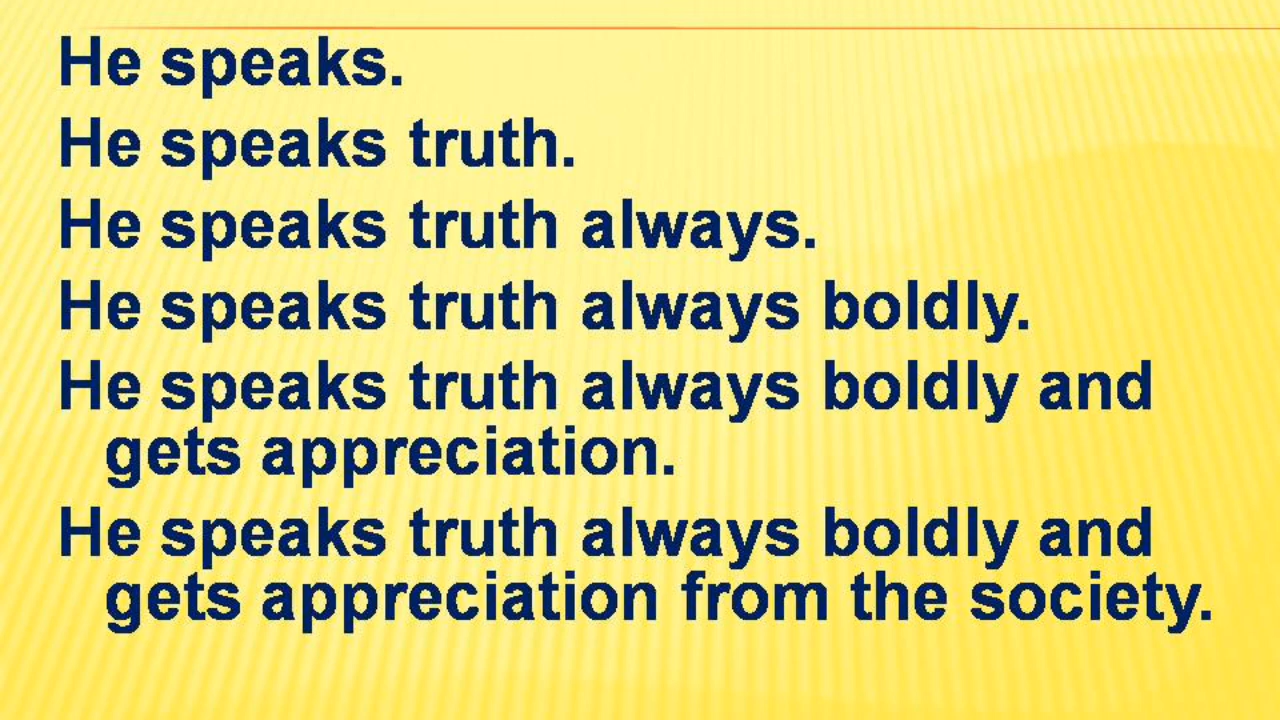 He speaks.
He speaks truth.
He speaks truth always.
He speaks truth always boldly.
He speaks truth always boldly and
gets appreciation.
He speaks truth always boldly and
gets appreciation from the society.